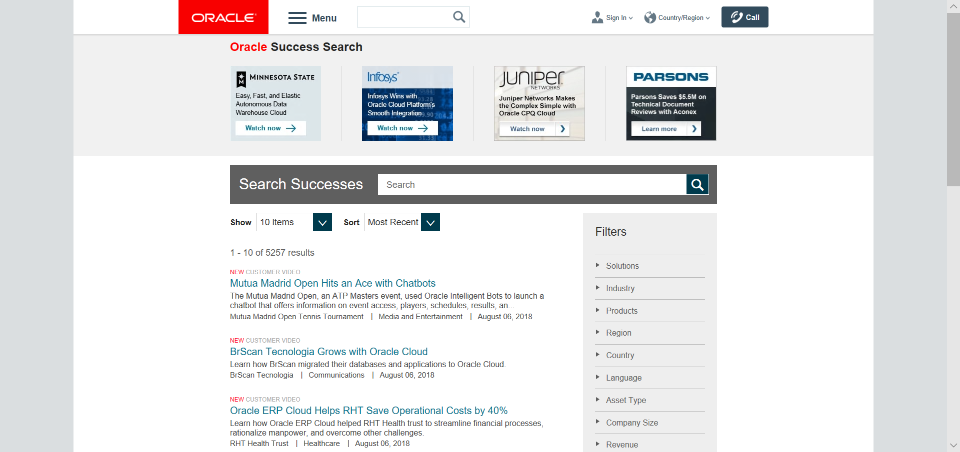 ORACLE
Menu
Sign In
Country/Region
Call
Oracle Success Search
MINNESOTA STATE
Easy, Fast, and Elastic
Autonomous Data
Warehouse Cloud
Watch now
Infosys
Infosys Wins with
Oracle Cloud Platform's
Smooth Integration
Watch now
JUNIPER
NETWORKS
Juniper Networks Makes
the Complex Simple with
Oracle CPQ Cloud
Watch now
PARSONS
Parsons Saves $5.5M on
Technical Document
Reviews with Aconex
Learn more
Search Successes
Search
Show 10 Items Sort Most Recent
1 - 10 of 5257 results
NEW CUSTOMER VIDEO
Mutua Madrid Open Hits an Ace with Chatbots
The Mutua Madrid Open, an ATP Masters event, used Oracle Intelligent Bots to launch a
chatbot that offers information on event access, players, schedules, results, an
Mutua Madrid Open Tennis Tournament | Media and Entertainment | August 06, 2018
NEW CUSTOMER VIDEO
BrScan Tecnologia Grows with Oracle Cloud
Learn how BrScan migrated their databases and applications to Oracle Cloud.
BrScan Tecnologia | Communications | August 06, 2018
NEW CUSTOMER VIDEO
Oracle ERP Cloud Helps RHT Save Operational Costs by 40%
Learn how Oracle ERP Cloud helped RHT Health trust to streamline financial processes,
rationalize manpower, and overcome other challenges.
RHT Health Trust | Healthcare | August 06, 2018
Filters
Solutions
Industry
Products
Region
Country
Language
Asset Type
Company Size
Revenue